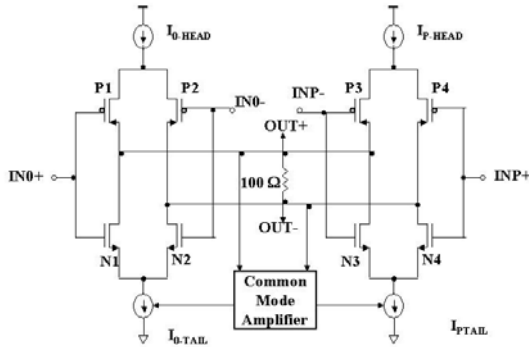 I0-HEAD
IP-HEAD
P1
P2
IN0-
INP-
P3
P4
OUT+
IN0+
100 Ω
INP+
OUT-
N1
N2
N3
N4
Common
Mode
Amplifier
I0-TAIL
IPTAIL